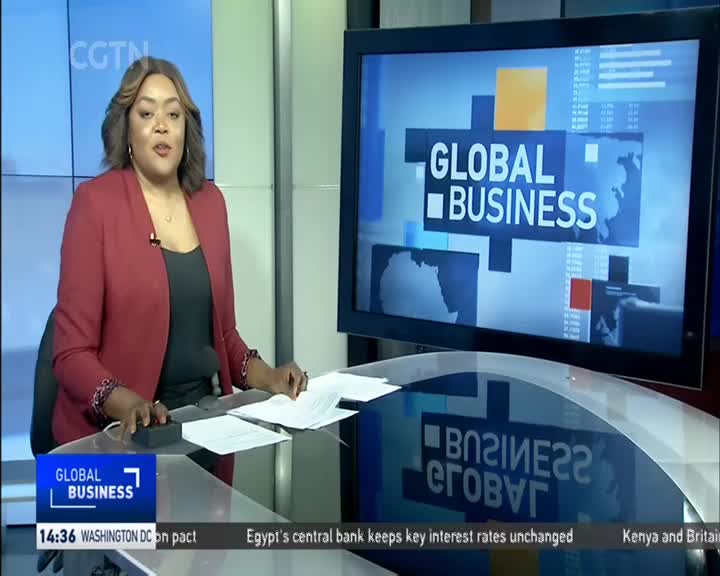 CGTN
GLOBAL
BUSINESS
BUSINESS
GLOBAL
GLOBAL
BUSINESS
14:36 WASHINGTON DC on pact Egypt's central bank keeps key interest rates unchanged Kenya and Britai